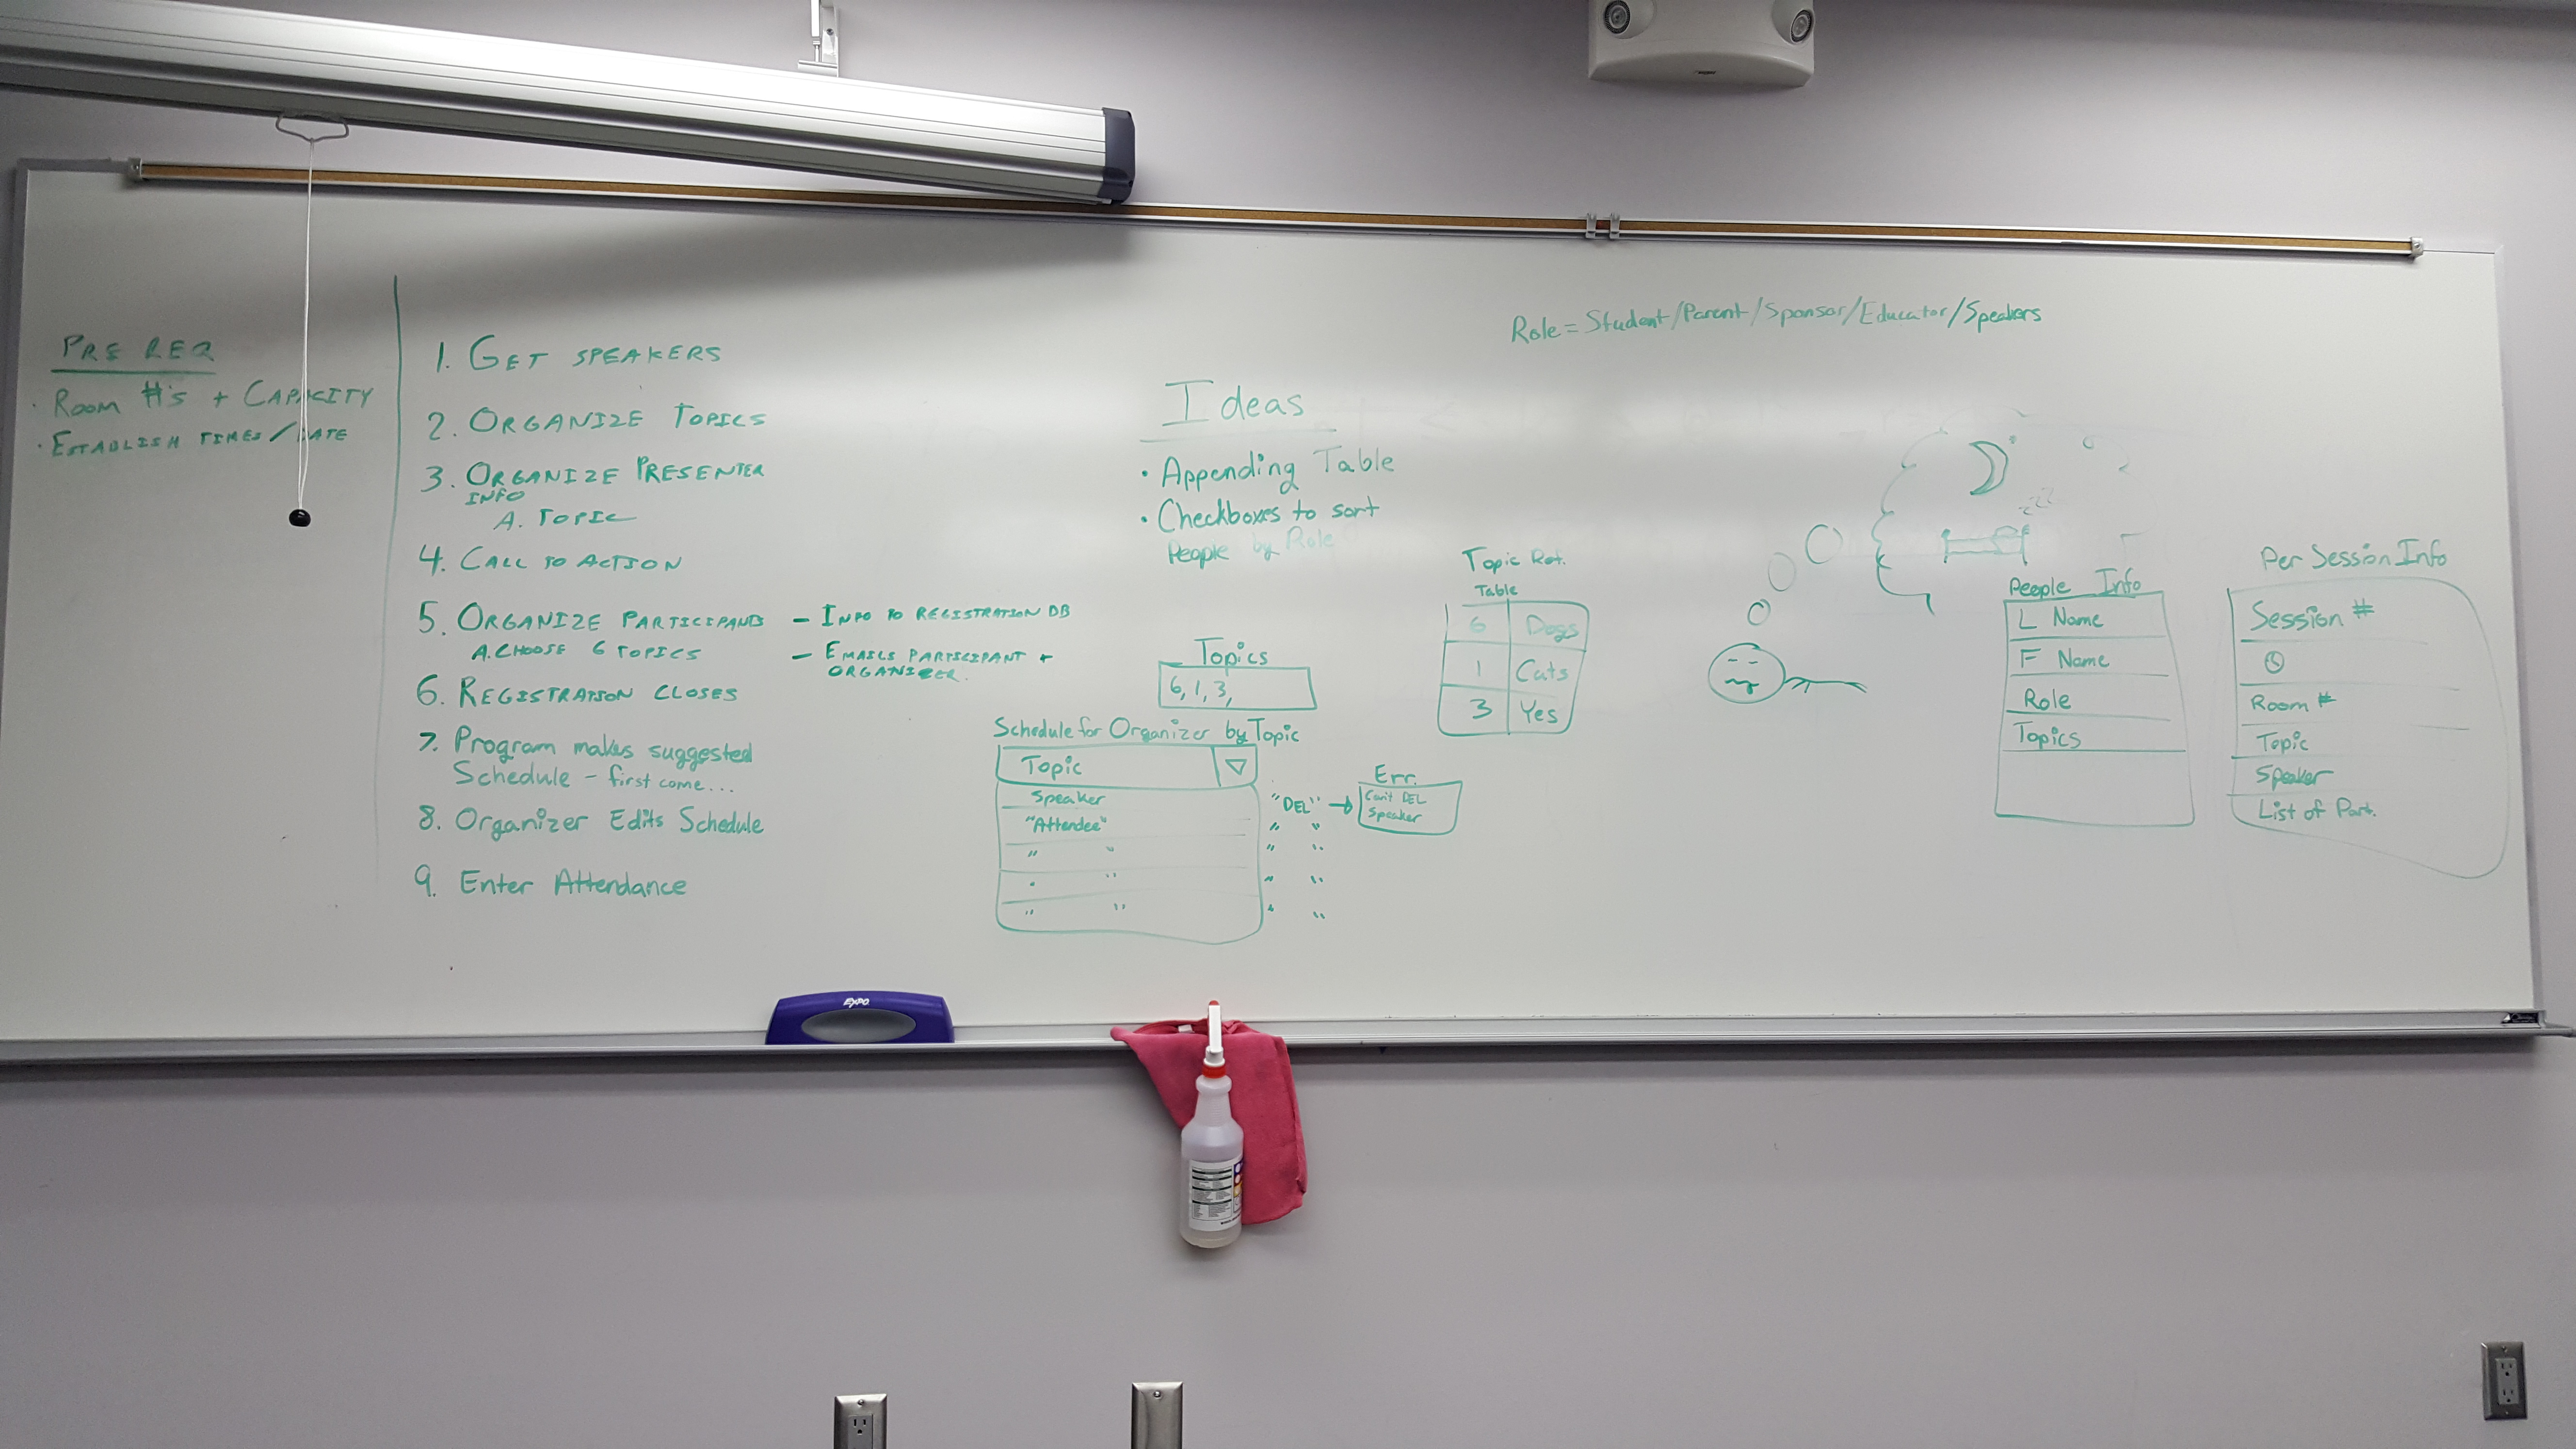 PRE REQ
· ROOM #'s + CAPACITY
· ESTABLISH TIMES / DATE
1. GET SPEAKERS
2. ORGANIZE TOPICS
3. ORGANIZE PRESENTER
INFO
A. TOPIC
4. CALL TO ACTION
5. ORGANIZE PARTICIPANTS - INFO TO REGISTRATION DB
A. CHOOSE 6 TOPICS - EMAILS PARTICIPANT +
ORGANIZER.
6. REGISTRATION CLOSES
7. Program makes suggested
Schedule - first come...
8. Organizer Edits Schedule
9. Enter Attendance
Role = Student/Parent/Sponsor/Educator/Speakers
Ideas
· Appending Table
· Checkboxes to sort
People by Role
Topics
6, 1, 3,
Schedule for Organizer by Topic
Topic
Speaker
"Attendee"
" "
" "
" "
"DEL"
" "
" "
" "
" "
Err.
Can't DEL
Speaker
Topic Ref.
Table
6 Dogs
1 Cats
3 Yes
zzz
People Info
L Name
F Name
Role
Topics
Per Session Info
Session #
Room #
Topic
Speaker
List of Part.
EXPO